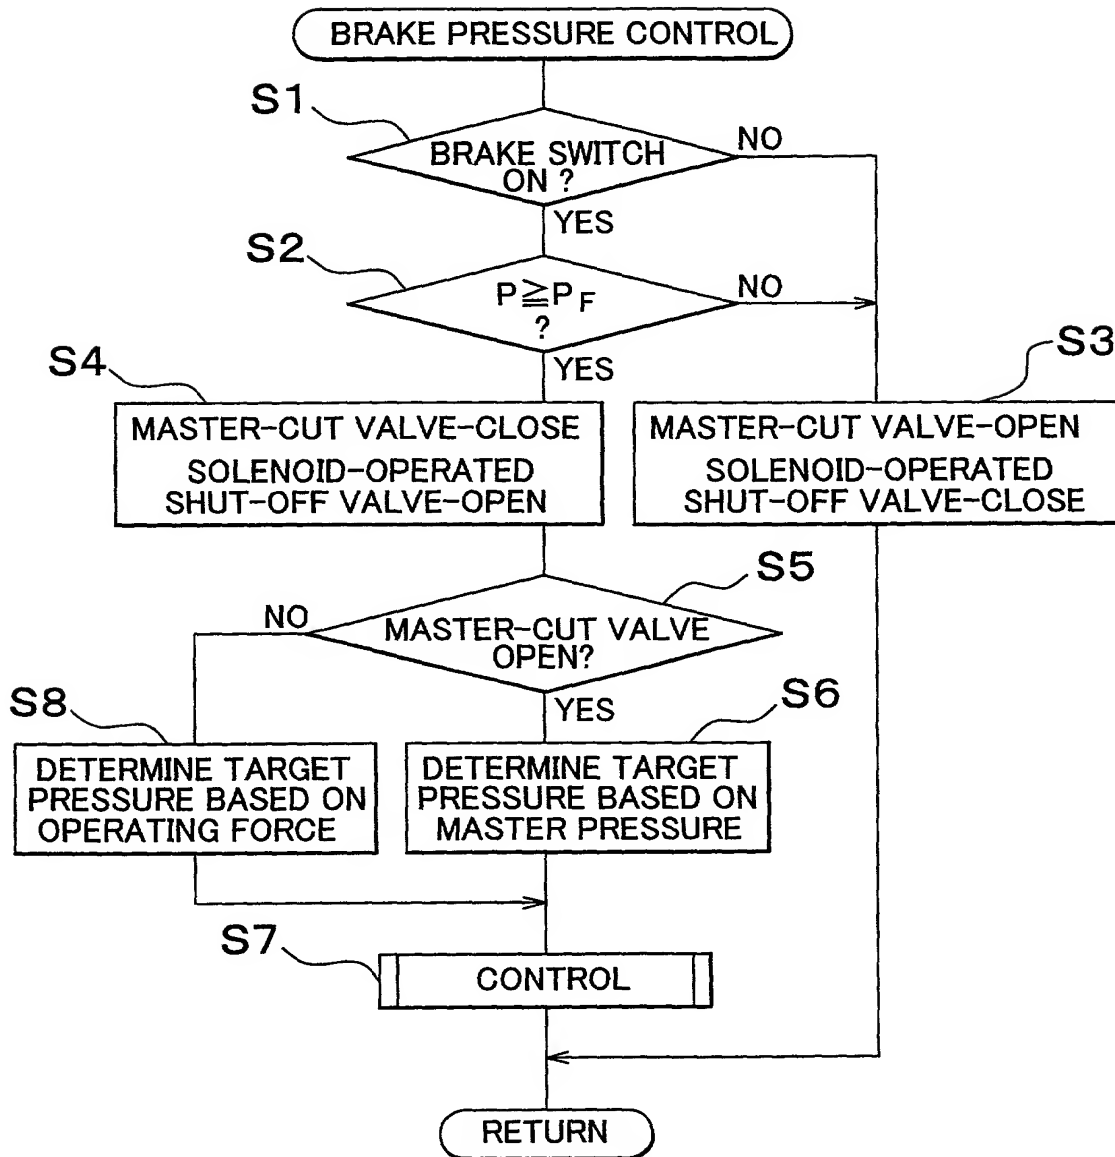 BRAKE PRESSURE CONTROL
S1
BRAKE SWITCH
ON ?
NO
YES
S2
P≧PF
?
NO
YES
S4
MASTER-CUT VALVE-CLOSE
SOLENOID-OPERATED
SHUT-OFF VALVE-OPEN
S3
MASTER-CUT VALVE-OPEN
SOLENOID-OPERATED
SHUT-OFF VALVE-CLOSE
S5
NO
MASTER-CUT VALVE
OPEN?
YES
S8
DETERMINE TARGET
PRESSURE BASED ON
OPERATING FORCE
S6
DETERMINE TARGET
PRESSURE BASED ON
MASTER PRESSURE
S7
CONTROL
RETURN